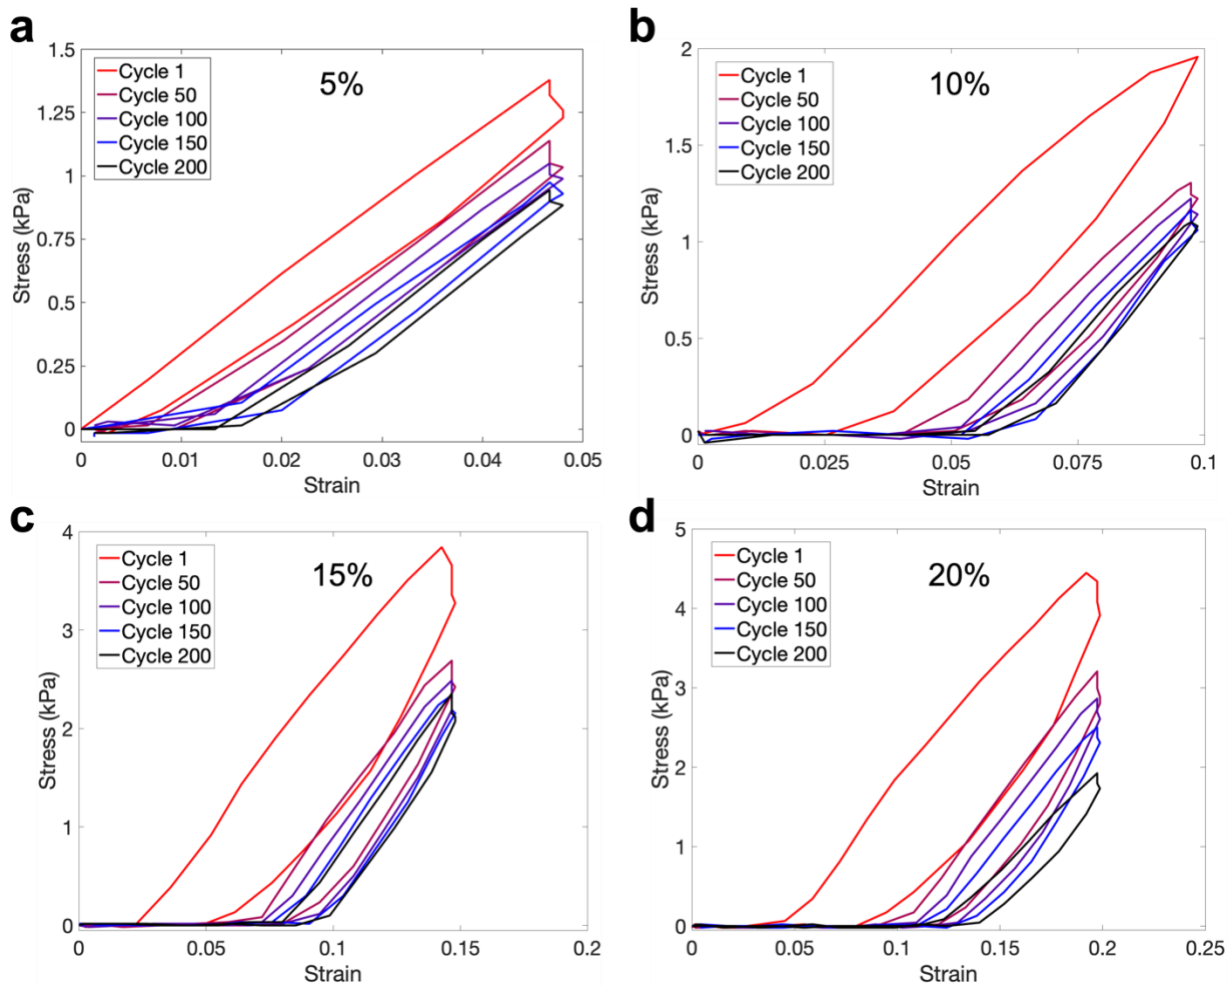 a
5%
Cycle 1
Cycle 50
Cycle 100
Cycle 150
Cycle 200
Stress (kPa)
1.5
1.25
1
0.75
0.5
0.25
0
0 0.01 0.02 0.03 0.04 0.05
Strain
b
10%
Cycle 1
Cycle 50
Cycle 100
Cycle 150
Cycle 200
Stress (kPa)
2
1.5
1
0.5
0
0 0.025 0.05 0.075 0.1
Strain
c
15%
Cycle 1
Cycle 50
Cycle 100
Cycle 150
Cycle 200
Stress (kPa)
4
3
2
1
0
0 0.05 0.1 0.15 0.2
Strain
d
20%
Cycle 1
Cycle 50
Cycle 100
Cycle 150
Cycle 200
Stress (kPa)
5
4
3
2
1
0
0 0.05 0.1 0.15 0.2 0.25
Strain